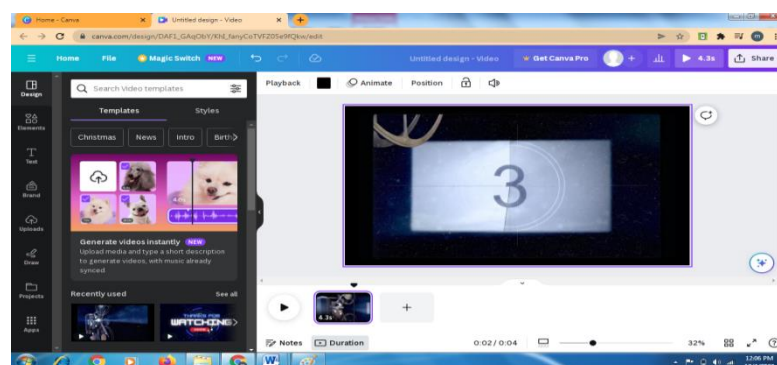 Home - Canva
Untitled design - Video
canva.com/design/
/edit
Home File Magic Switch NEW Untitled design - Video Get Canva Pro 4.3s Share
Design
Elements
Text
Brand
Uploads
Draw
Projects
Apps
Search Video templates
Templates Styles
Christmas News Intro Birth
Generate videos instantly NEW
Upload media and type a short description
to generate videos, with music already
synced
Recently used See all
THANKS FOR
WATCHING
Playback Animate Position
3
4.3s
Notes Duration 0:02 / 0:04 32%
12:06 PM